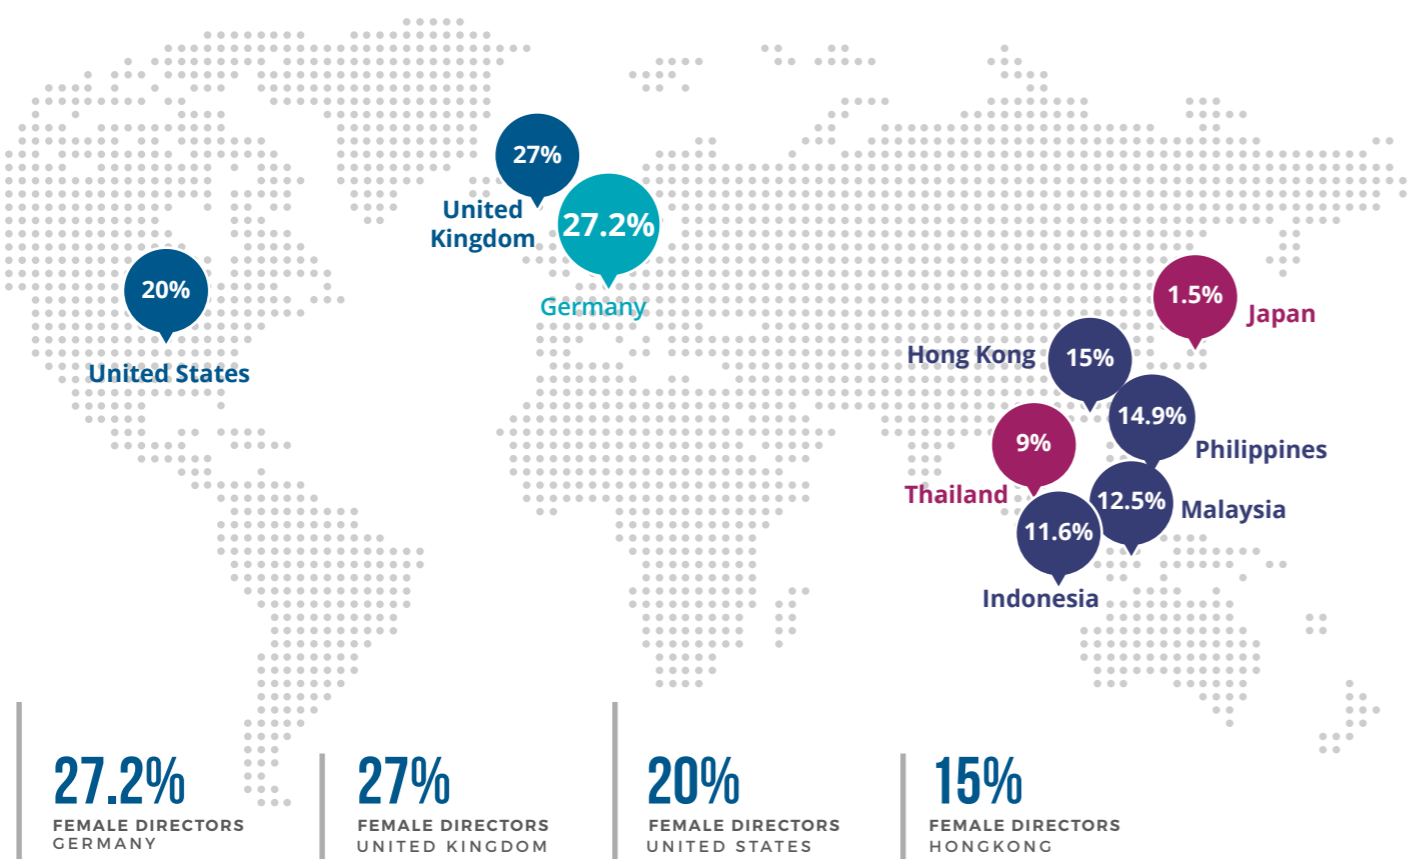 27%
United
Kingdom
27.2%
Germany
20%
United States
1.5%
Japan
Hong Kong
15%
14.9%
Philippines
9%
Thailand
12.5%
Malaysia
11.6%
Indonesia
27.2%
FEMALE DIRECTORS
GERMANY
27%
FEMALE DIRECTORS
UNITED KINGDOM
20%
FEMALE DIRECTORS
UNITED STATES
15%
FEMALE DIRECTORS
HONGKONG